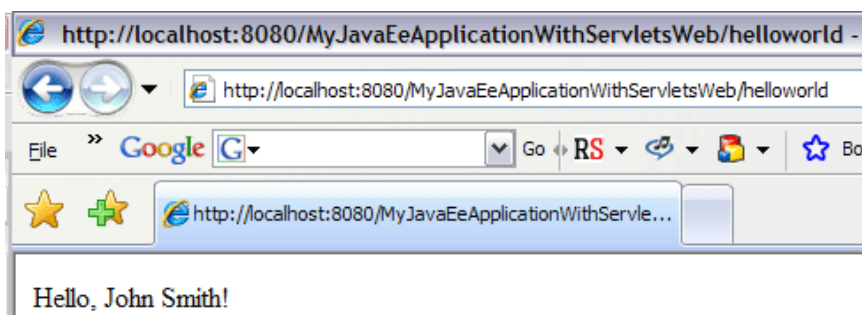 http://localhost:8080/MyJavaEeApplicationWithServletsWeb/helloworld -
http://localhost:8080/MyJavaEeApplicationWithServletsWeb/helloworld
File » Google G Go RS Bo
http://localhost:8080/MyJavaEeApplicationWithServle...
Hello, John Smith!